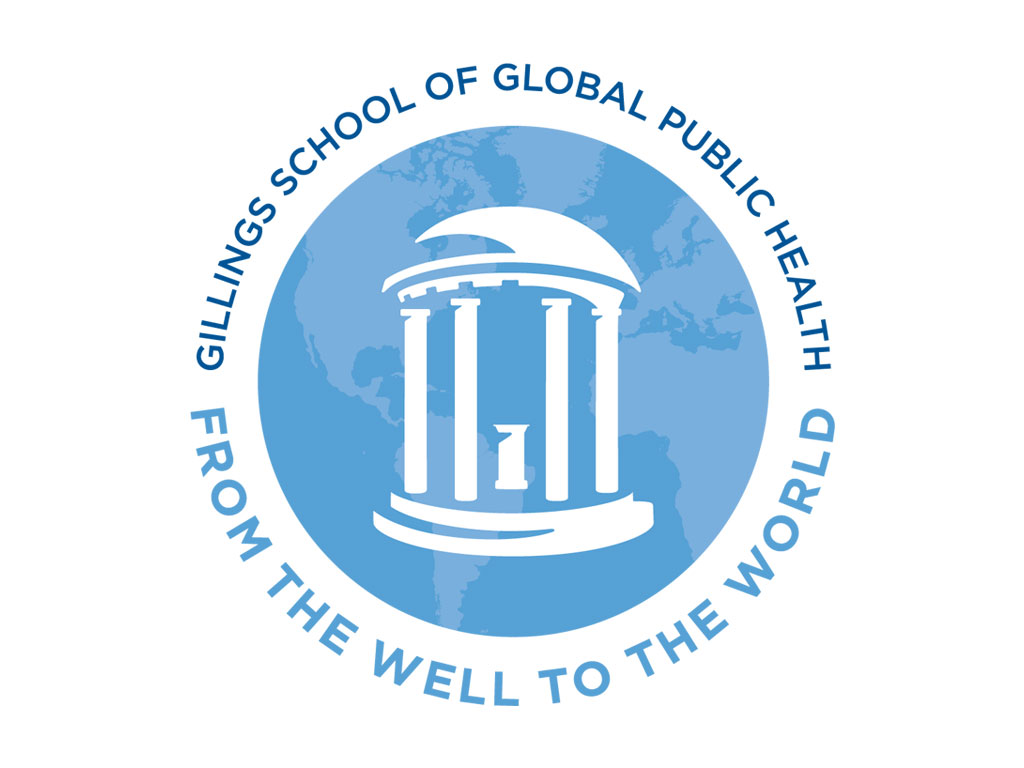 GILLINGS SCHOOL OF GLOBAL PUBLIC HEALTH
FROM THE WELL TO THE WORLD